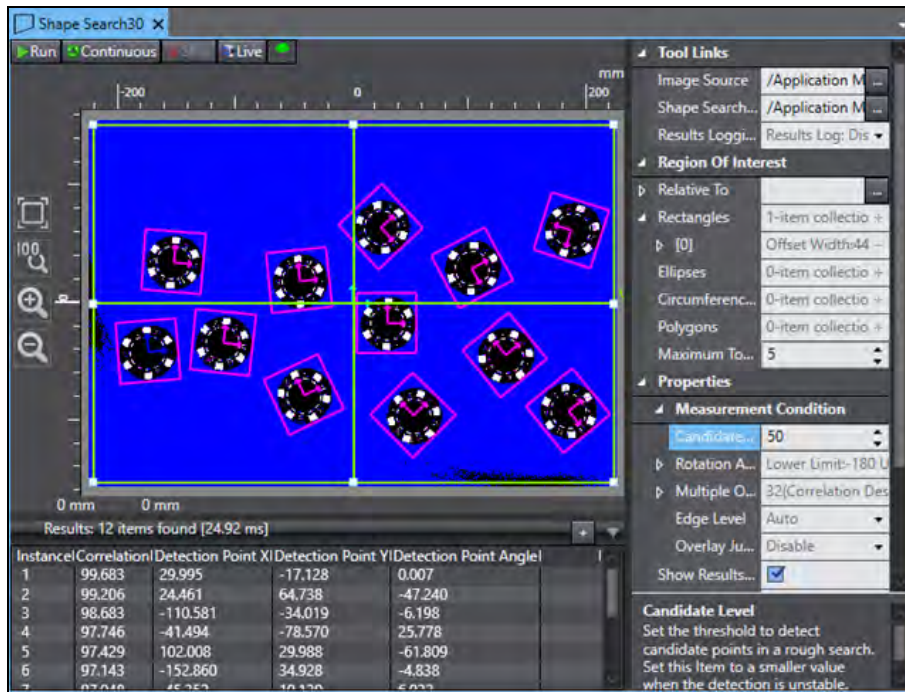 Shape Search30 ×
Run Continuous Live
mm
-200 0 200
100
0
0 mm 0 mm
Results: 12 items found [24.92 ms]
Instance Correlation Detection Point X Detection Point Y Detection Point Angle
1 99.683 29.995 -17.128 0.007
2 99.206 24.461 64.738 -47.240
3 98.683 -110.581 -34.019 -6.198
4 97.746 -41.494 -78.570 25.778
5 97.429 102.008 29.988 -61.809
6 97.143 -152.860 34.928 -4.838
Tool Links
Image Source /Application M ...
Shape Search... /Application M ...
Results Loggi... Results Log: Dis
Region Of Interest
Relative To ...
Rectangles 1-item collectio +
[0] Offset Width:44 −
Ellipses 0-item collectio +
Circumferenc... 0-item collectio +
Polygons 0-item collectio +
Maximum To... 5
Properties
Measurement Condition
Candidate... 50
Rotation A... Lower Limit:-180 U
Multiple O... 32(Correlation Des
Edge Level Auto
Overlay Ju... Disable
Show Results...
Candidate Level
Set the threshold to detect
candidate points in a rough search.
Set this Item to a smaller value
when the detection is unstable.